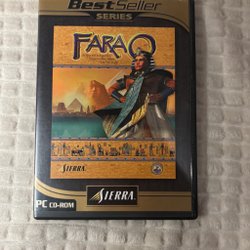 BestSeller
SERIES
FARAO
SIERRA
PC CD-ROM
SIERRA